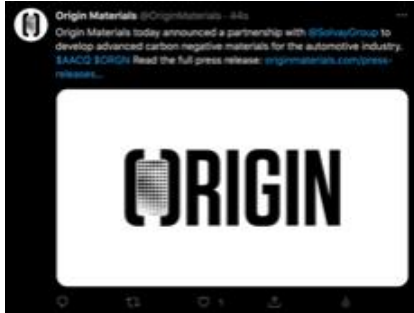 Origin Materials @OriginMaterials · 44s
Origin Materials today announced a partnership with @SolvayGroup to
develop advanced carbon negative materials for the automotive industry.
$AACQ $ORGN Read the full press release: originmaterials.com/press-
releases...
ORIGIN
1